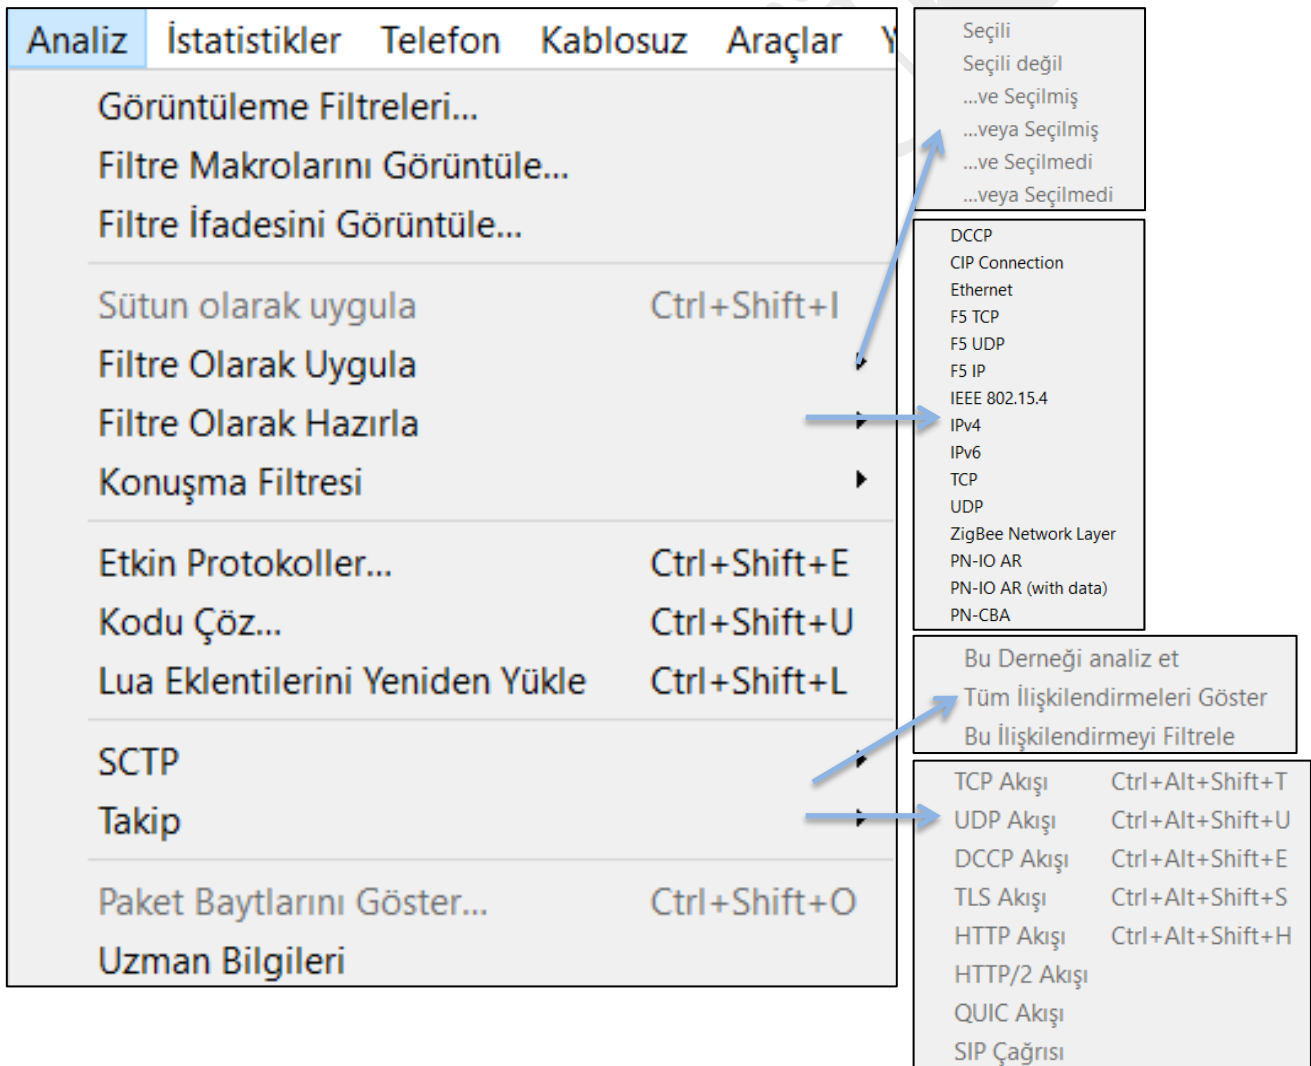 Analiz İstatistikler Telefon Kablosuz Araçlar
Görüntüleme Filtreleri...
Filtre Makrolarını Görüntüle...
Filtre İfadesini Görüntüle...
Sütun olarak uygula Ctrl+Shift+I
Filtre Olarak Uygula
Filtre Olarak Hazırla
Konuşma Filtresi
Etkin Protokoller... Ctrl+Shift+E
Kodu Çöz... Ctrl+Shift+U
Lua Eklentilerini Yeniden Yükle Ctrl+Shift+L
SCTP
Takip
Paket Baytlarını Göster... Ctrl+Shift+O
Uzman Bilgileri
Seçili
Seçili değil
...ve Seçilmiş
...veya Seçilmiş
...ve Seçilmedi
...veya Seçilmedi
DCCP
CIP Connection
Ethernet
F5 TCP
F5 UDP
F5 IP
IEEE 802.15.4
IPv4
IPv6
TCP
UDP
ZigBee Network Layer
PN-IO AR
PN-IO AR (with data)
PN-CBA
Bu Derneği analiz et
Tüm İlişkilendirmeleri Göster
Bu İlişkilendirmeyi Filtrele
TCP Akışı Ctrl+Alt+Shift+T
UDP Akışı Ctrl+Alt+Shift+U
DCCP Akışı Ctrl+Alt+Shift+E
TLS Akışı Ctrl+Alt+Shift+S
HTTP Akışı Ctrl+Alt+Shift+H
HTTP/2 Akışı
QUIC Akışı
SIP Çağrısı